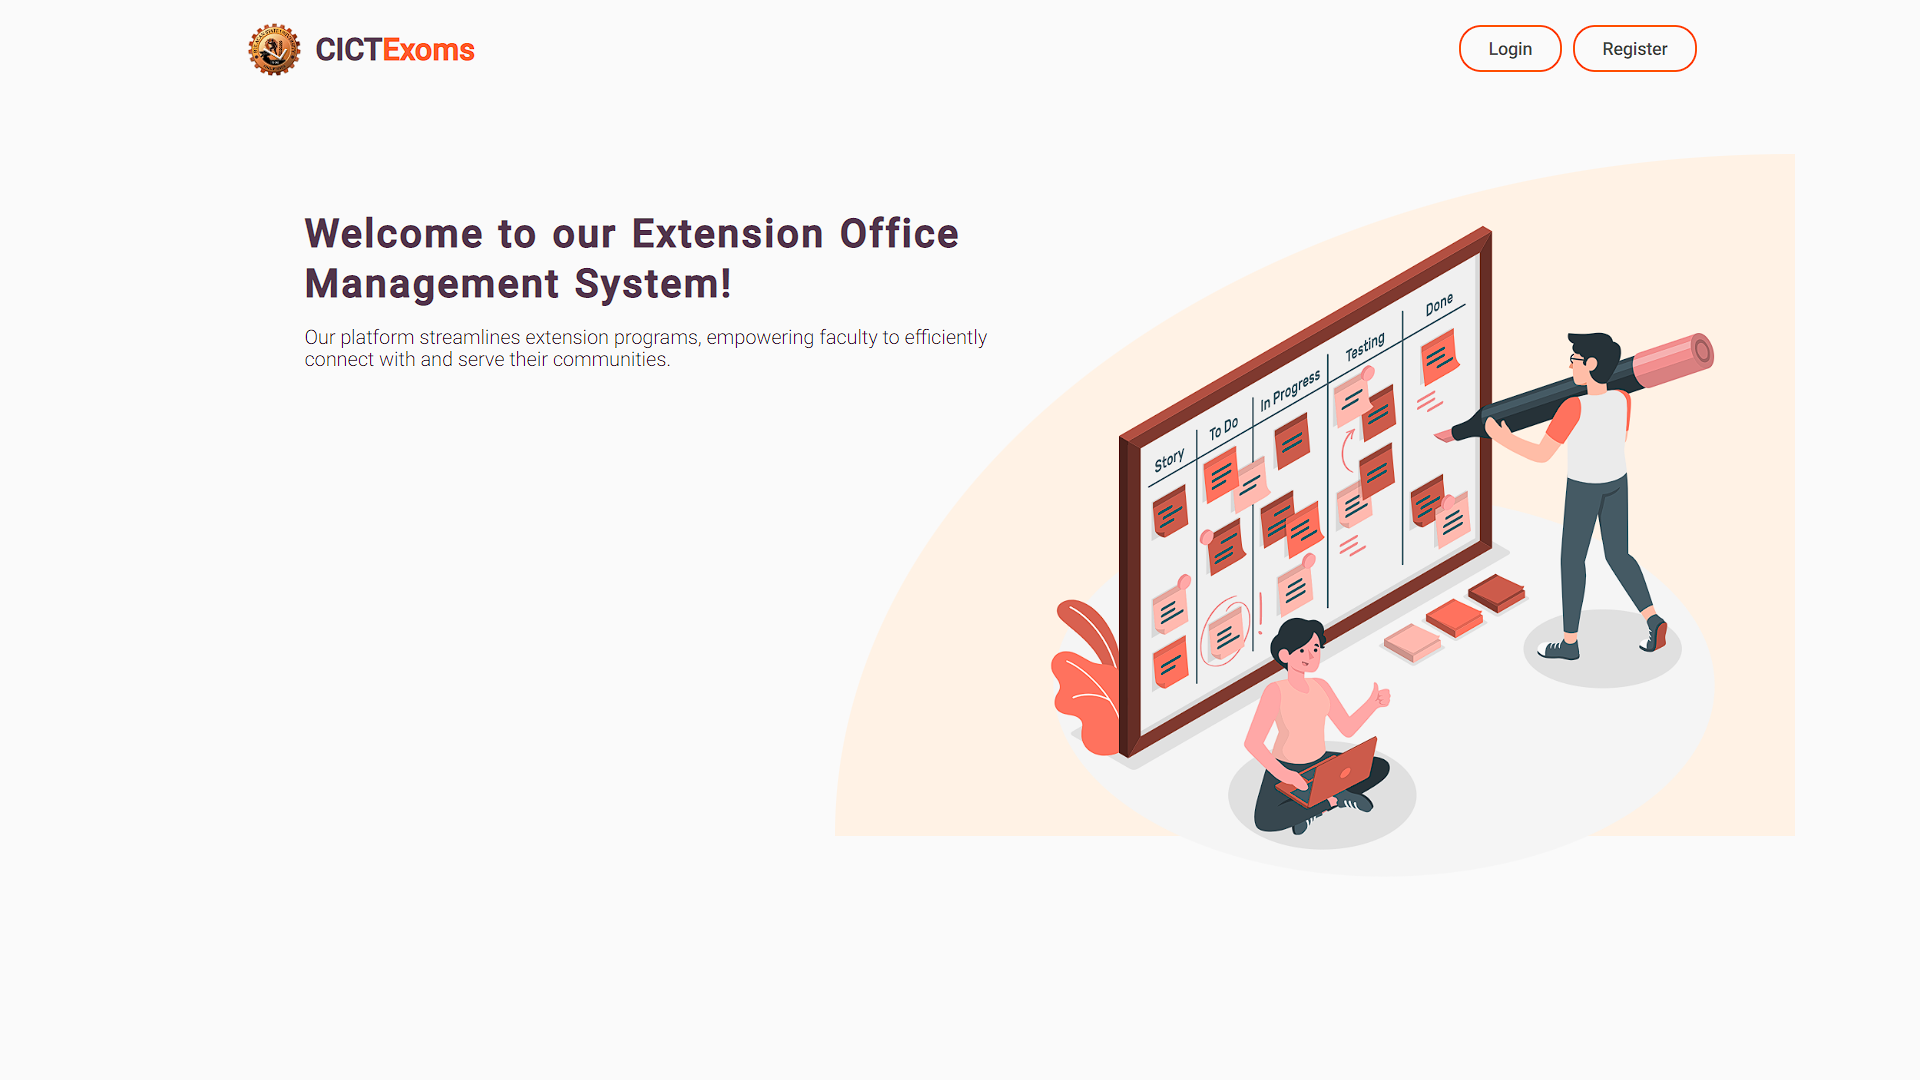 CICTExoms
Login
Register
Welcome to our Extension Office
Management System!
Our platform streamlines extension programs, empowering faculty to efficiently
connect with and serve their communities.
Story
To Do
In Progress
Testing
Done